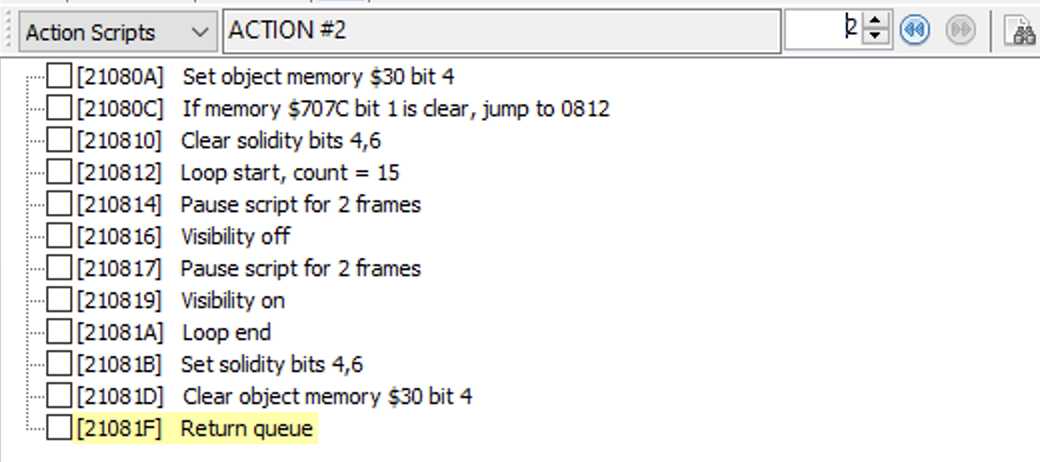 Action Scripts ACTION #2 2
[21080A] Set object memory $30 bit 4
[21080C] If memory $707C bit 1 is clear, jump to 0812
[210810] Clear solidity bits 4,6
[210812] Loop start, count = 15
[210814] Pause script for 2 frames
[210816] Visibility off
[210817] Pause script for 2 frames
[210819] Visibility on
[21081A] Loop end
[21081B] Set solidity bits 4,6
[21081D] Clear object memory $30 bit 4
[21081F] Return queue